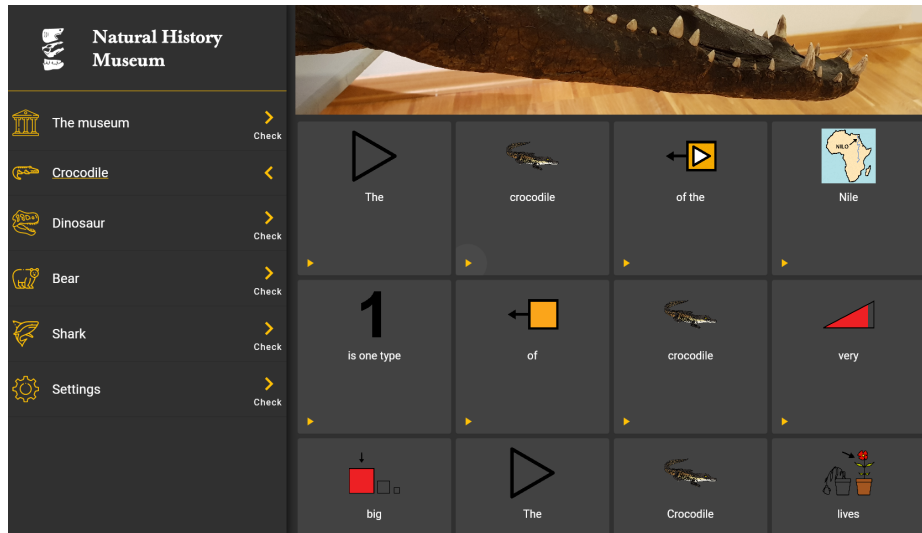 Natural History
Museum
The museum
Check
Crocodile
Dinosaur
Check
Bear
Check
Shark
Check
Settings
Check
The
crocodile
of the
NILO
Nile
1
is one type
of
crocodile
very
big
The
Crocodile
lives